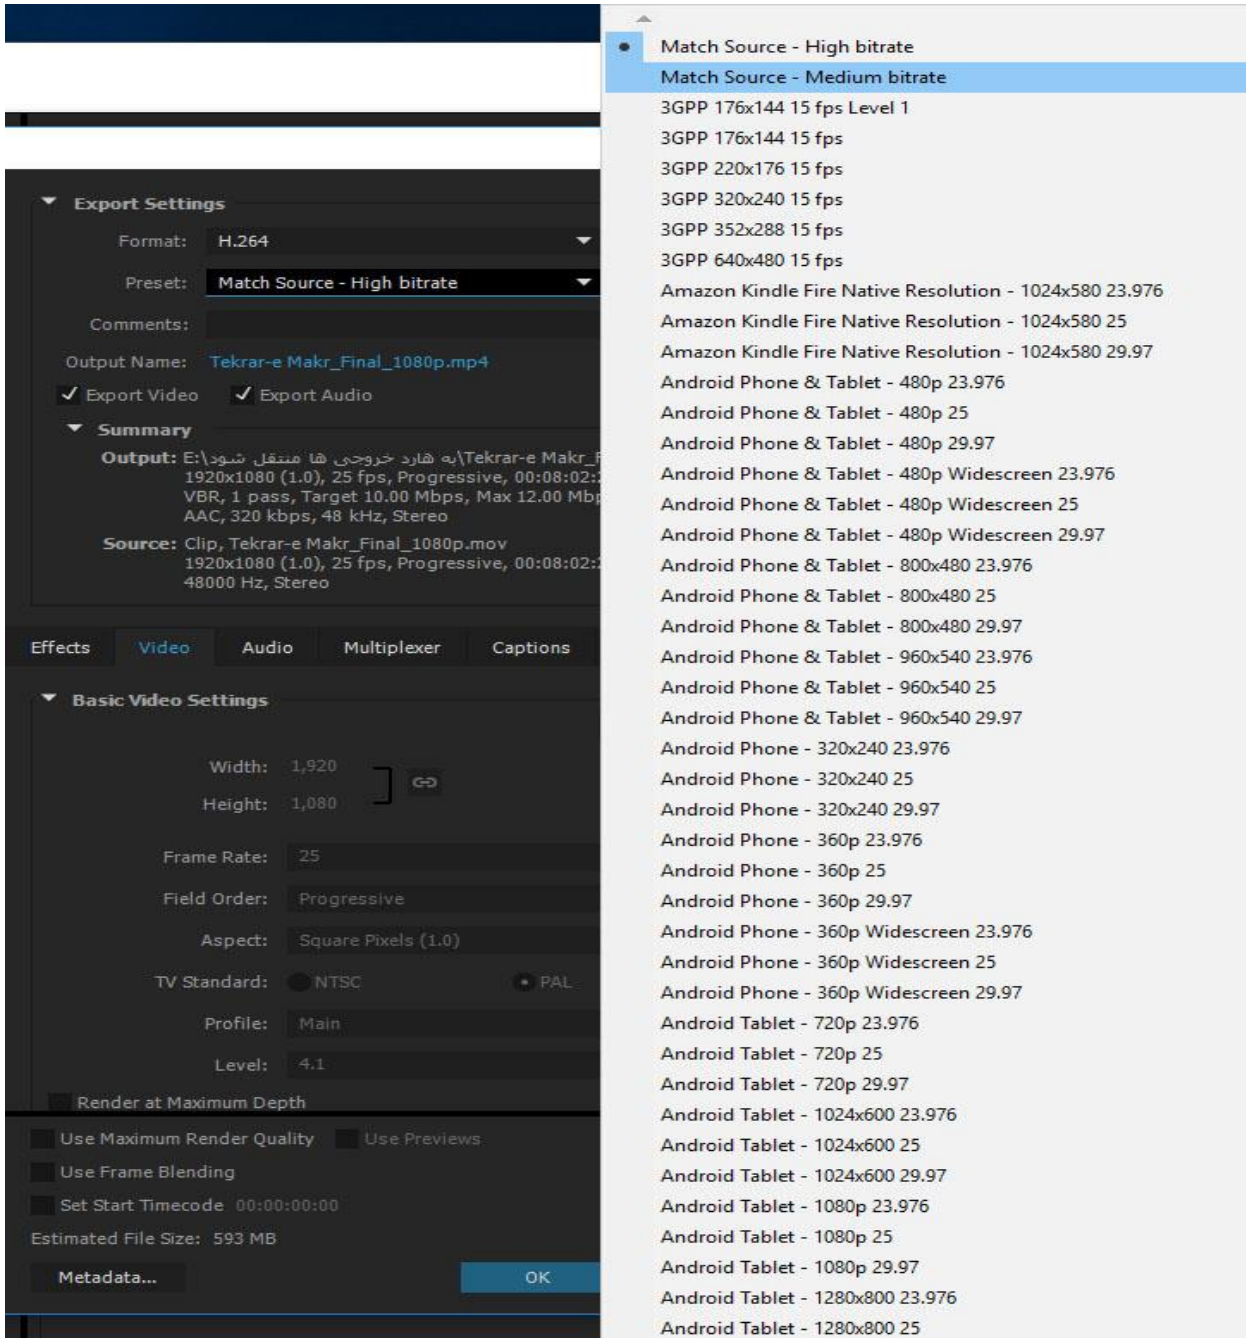 Export Settings
Format: H.264
Preset: Match Source - High bitrate
Comments:
Output Name: Tekrar-e Makr_Final_1080p.mp4
Export Video Export Audio
Summary
Output: E:\به هارد خروجی ها منتقل شود\Tekrar-e Makr_F
1920x1080 (1.0), 25 fps, Progressive, 00:08:02:2
VBR, 1 pass, Target 10.00 Mbps, Max 12.00 Mbp
AAC, 320 kbps, 48 kHz, Stereo
Source: Clip, Tekrar-e Makr_Final_1080p.mov
1920x1080 (1.0), 25 fps, Progressive, 00:08:02:2
48000 Hz, Stereo
Effects Video Audio Multiplexer Captions
Basic Video Settings
Width: 1,920
Height: 1,080
Frame Rate: 25
Field Order: Progressive
Aspect: Square Pixels (1.0)
TV Standard: NTSC PAL
Profile: Main
Level: 4.1
Render at Maximum Depth
Use Maximum Render Quality Use Previews
Use Frame Blending
Set Start Timecode 00:00:00:00
Estimated File Size: 593 MB
Metadata... OK
Match Source - High bitrate
Match Source - Medium bitrate
3GPP 176x144 15 fps Level 1
3GPP 176x144 15 fps
3GPP 220x176 15 fps
3GPP 320x240 15 fps
3GPP 352x288 15 fps
3GPP 640x480 15 fps
Amazon Kindle Fire Native Resolution - 1024x580 23.976
Amazon Kindle Fire Native Resolution - 1024x580 25
Amazon Kindle Fire Native Resolution - 1024x580 29.97
Android Phone & Tablet - 480p 23.976
Android Phone & Tablet - 480p 25
Android Phone & Tablet - 480p 29.97
Android Phone & Tablet - 480p Widescreen 23.976
Android Phone & Tablet - 480p Widescreen 25
Android Phone & Tablet - 480p Widescreen 29.97
Android Phone & Tablet - 800x480 23.976
Android Phone & Tablet - 800x480 25
Android Phone & Tablet - 800x480 29.97
Android Phone & Tablet - 960x540 23.976
Android Phone & Tablet - 960x540 25
Android Phone & Tablet - 960x540 29.97
Android Phone - 320x240 23.976
Android Phone - 320x240 25
Android Phone - 320x240 29.97
Android Phone - 360p 23.976
Android Phone - 360p 25
Android Phone - 360p 29.97
Android Phone - 360p Widescreen 23.976
Android Phone - 360p Widescreen 25
Android Phone - 360p Widescreen 29.97
Android Tablet - 720p 23.976
Android Tablet - 720p 25
Android Tablet - 720p 29.97
Android Tablet - 1024x600 23.976
Android Tablet - 1024x600 25
Android Tablet - 1024x600 29.97
Android Tablet - 1080p 23.976
Android Tablet - 1080p 25
Android Tablet - 1080p 29.97
Android Tablet - 1280x800 23.976
Android Tablet - 1280x800 25